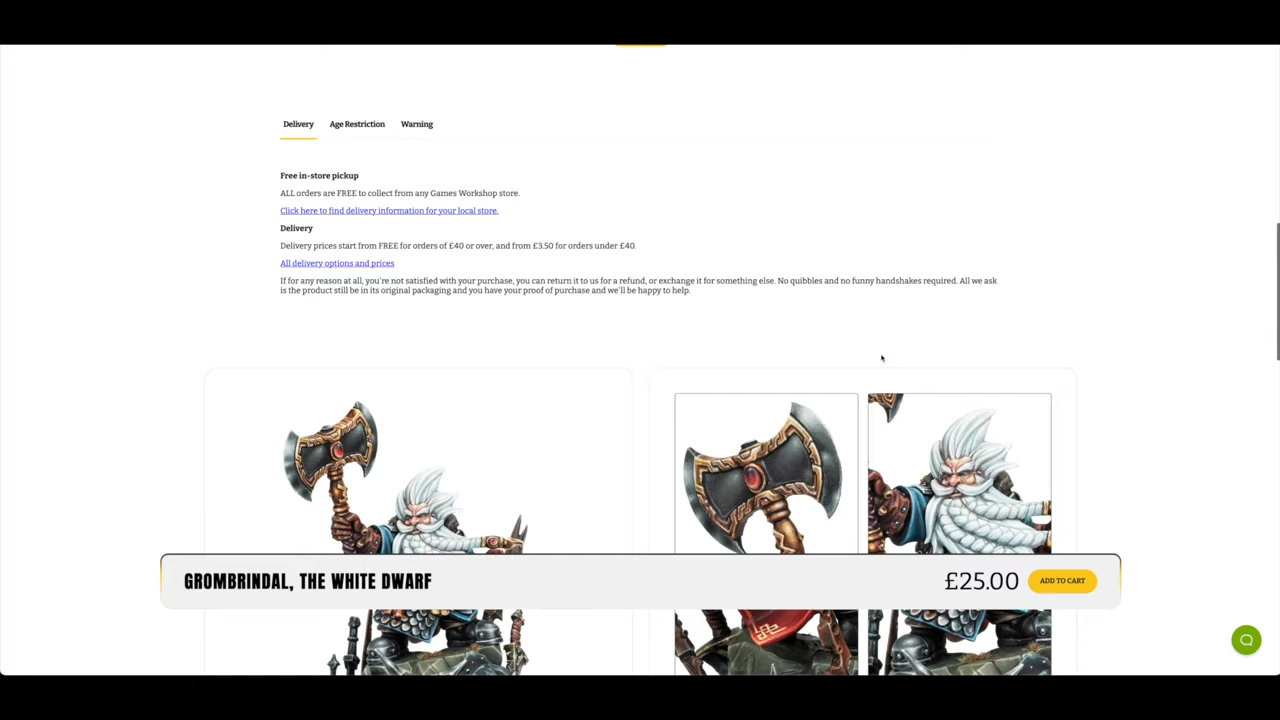 Delivery Age Restriction Warning
Free in-store pickup
ALL orders are FREE to collect from any Games Workshop store.
Click here to find delivery information for your local store.
Delivery
Delivery prices start from FREE for orders of £40 or over, and from £3.50 for orders under £40.
All delivery options and prices
If for any reason at all, you're not satisfied with your purchase, you can return it to us for a refund, or exchange it for something else. No quibbles and no funny handshakes required. All we ask
is the product still be in its original packaging and you have your proof of purchase and we'll be happy to help.
GROMBRINDAL, THE WHITE DWARF £25.00 ADD TO CART